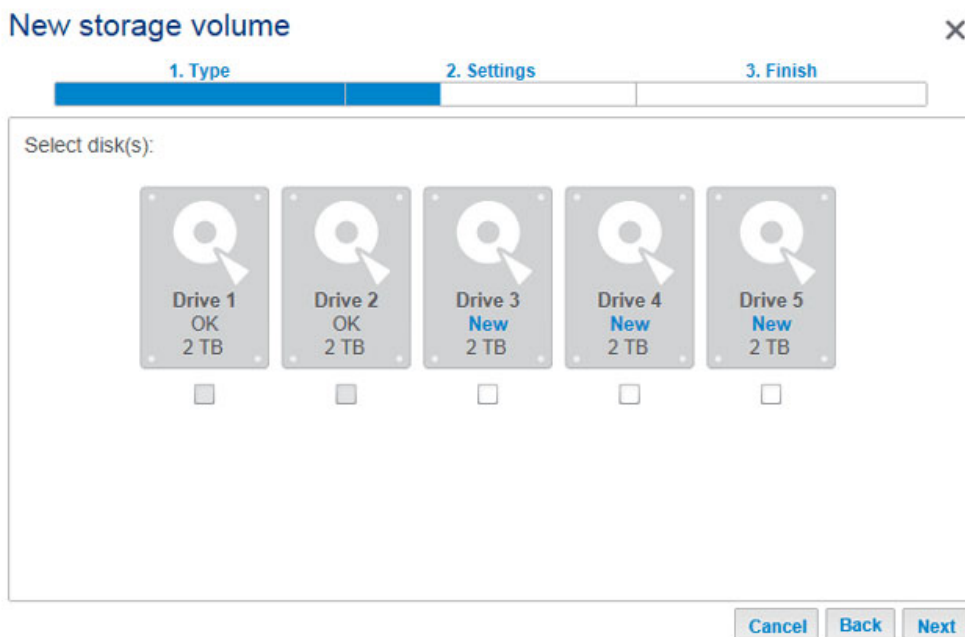 New storage volume
1. Type 2. Settings 3. Finish
Select disk(s):
Drive 1 Drive 2 Drive 3 Drive 4 Drive 5
OK OK New New New
2 TB 2 TB 2 TB 2 TB 2 TB
Cancel Back Next